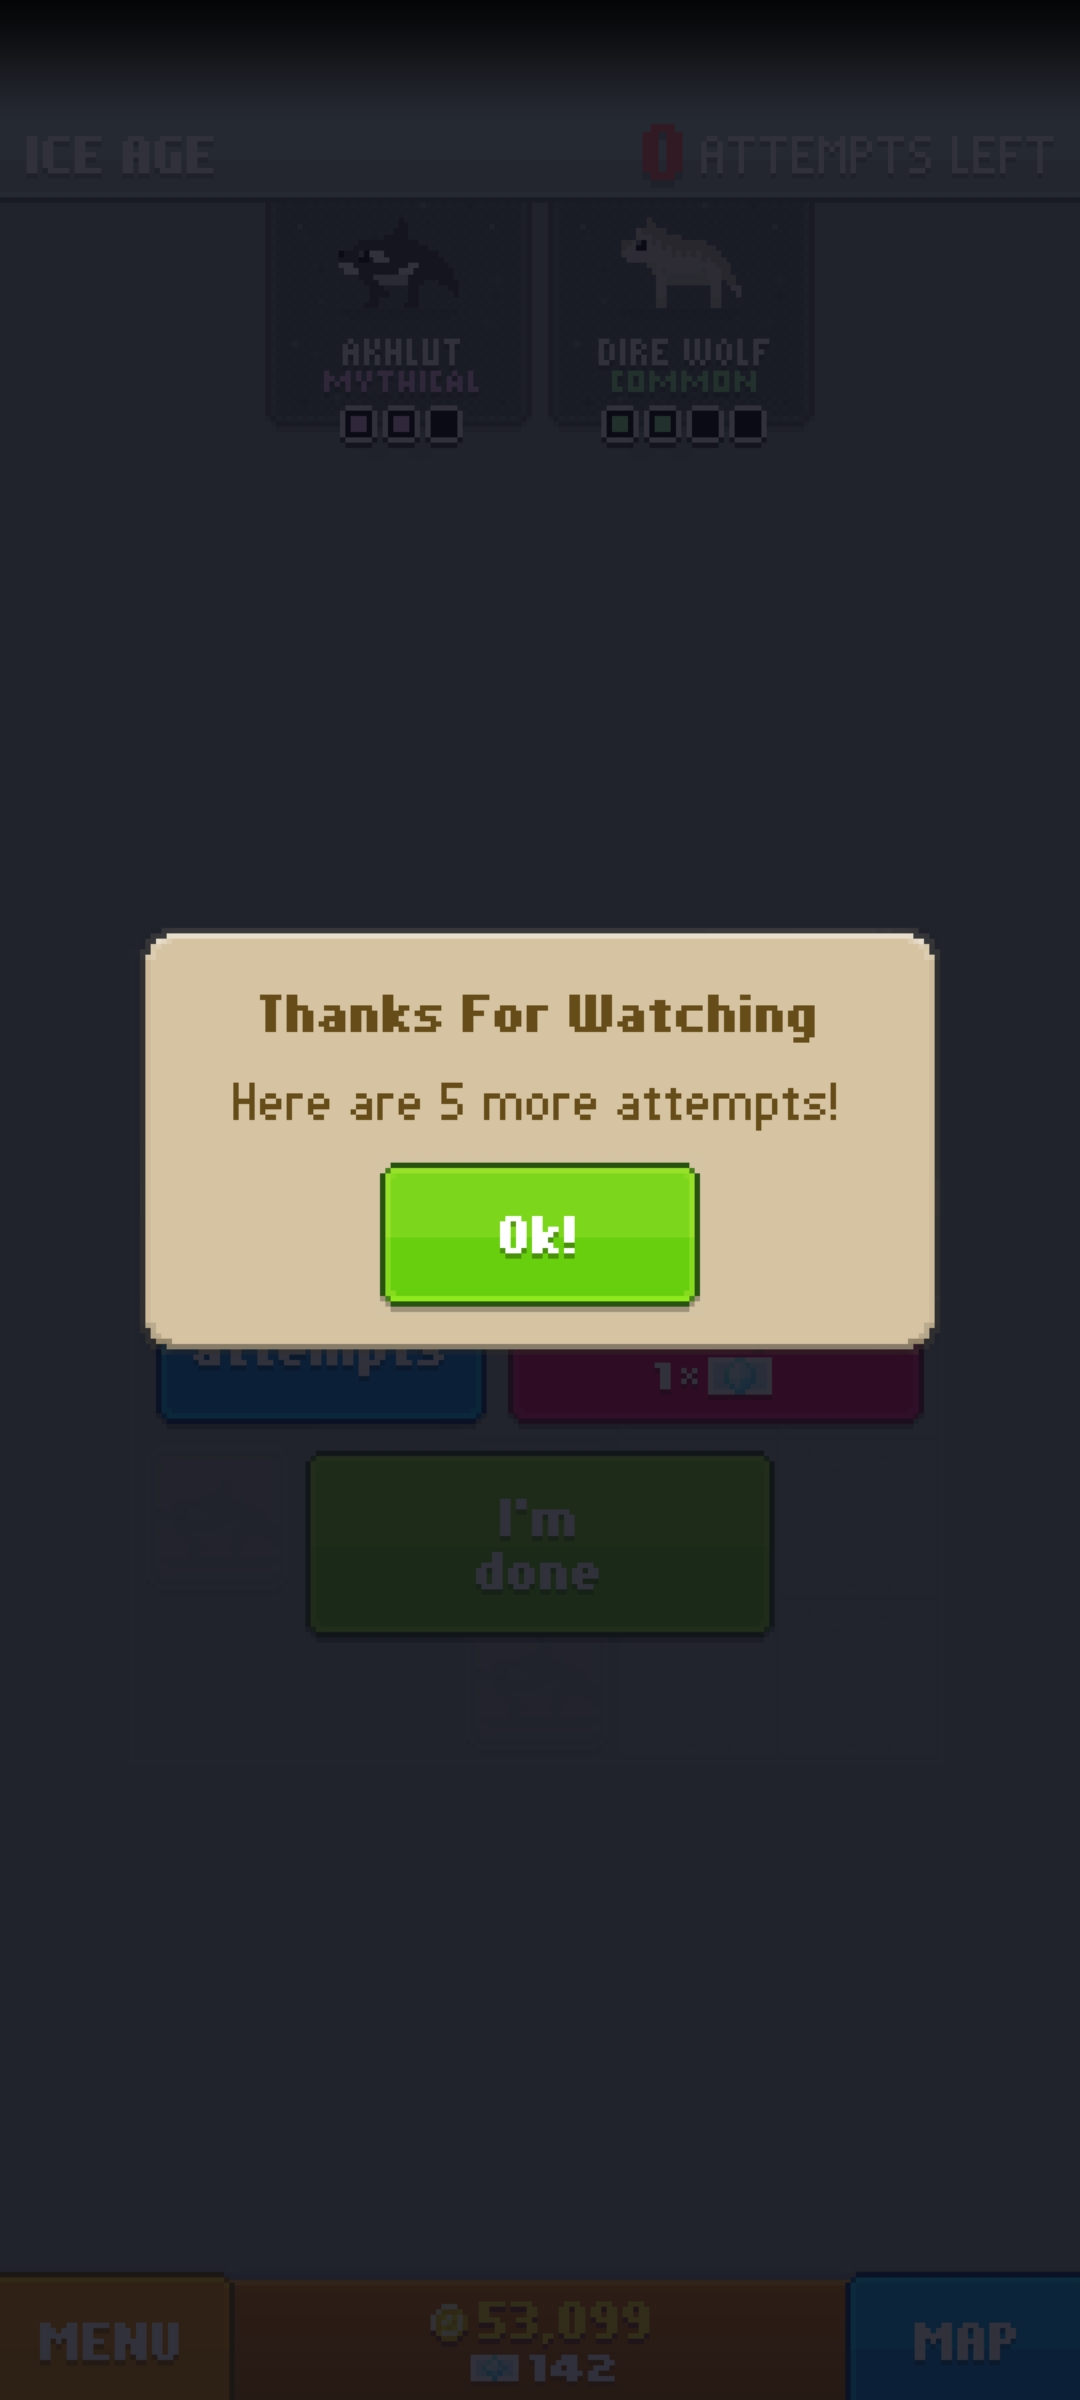 ICE AGE
0 ATTEMPTS LEFT
AKHLUT
MYTHICAL
DIRE WOLF
COMMON
Thanks For Watching
Here are 5 more attempts!
Ok!
attempts
1×
I'm
done
MENU
53,099
142
MAP